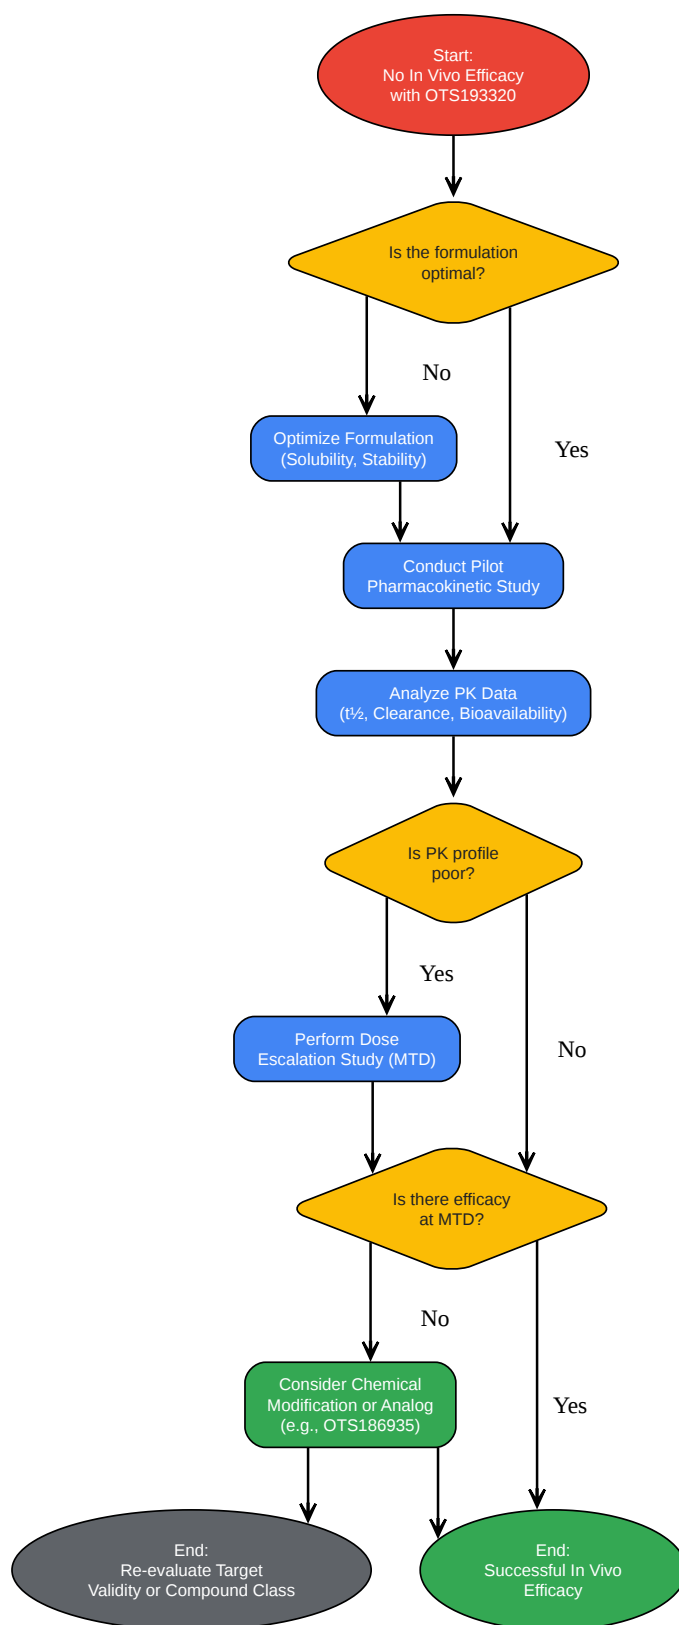 Start:
No In Vivo Efficacy
with OTS193320
Is the formulation
optimal?
No
Optimize Formulation
(Solubility, Stability)
Yes
Conduct Pilot
Pharmacokinetic Study
Analyze PK Data
(t½, Clearance, Bioavailability)
Is PK profile
poor?
Yes
Perform Dose
Escalation Study (MTD)
No
Is there efficacy
at MTD?
No
Consider Chemical
Modification or Analog
(e.g., OTS186935)
Yes
End:
Re-evaluate Target
Validity or Compound Class
End:
Successful In Vivo
Efficacy